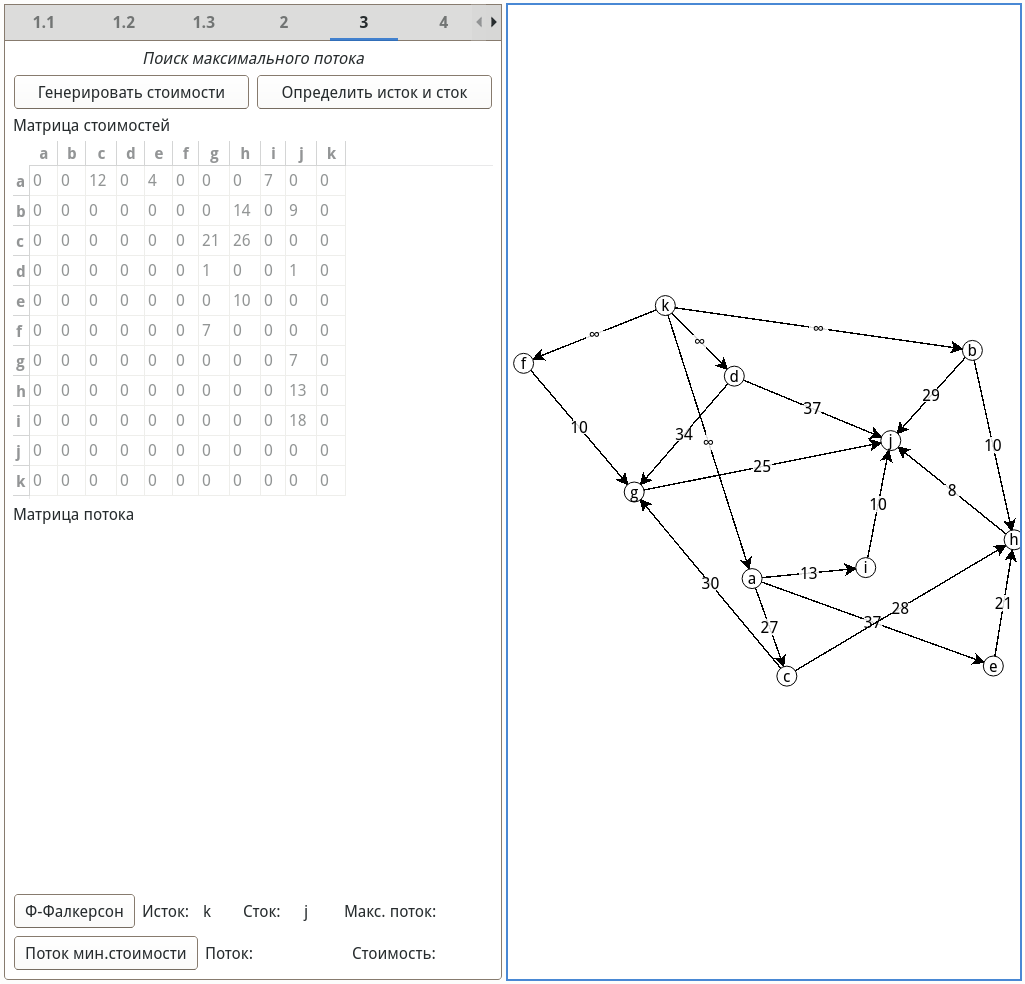 1.1 1.2 1.3 2 3 4
Поиск максимального потока
Генерировать стоимости Определить исток и сток
Матрица стоимостей
a b c d e f g h i j k
a 0 0 12 0 4 0 0 0 7 0 0
b 0 0 0 0 0 0 0 14 0 9 0
c 0 0 0 0 0 0 21 26 0 0 0
d 0 0 0 0 0 0 1 0 0 1 0
e 0 0 0 0 0 0 0 10 0 0 0
f 0 0 0 0 0 0 7 0 0 0 0
g 0 0 0 0 0 0 0 0 0 7 0
h 0 0 0 0 0 0 0 0 0 13 0
i 0 0 0 0 0 0 0 0 0 18 0
j 0 0 0 0 0 0 0 0 0 0 0
k 0 0 0 0 0 0 0 0 0 0 0
Матрица потока
Ф-Фалкерсон Исток: k Сток: j Макс. поток:
Поток мин.стоимости Поток: Стоимость:
k
∞
∞
∞
b
f
d
29
37
10
34
∞
j
10
25
g
8
10
h
a
13
i
30
27
28
37
21
c
e